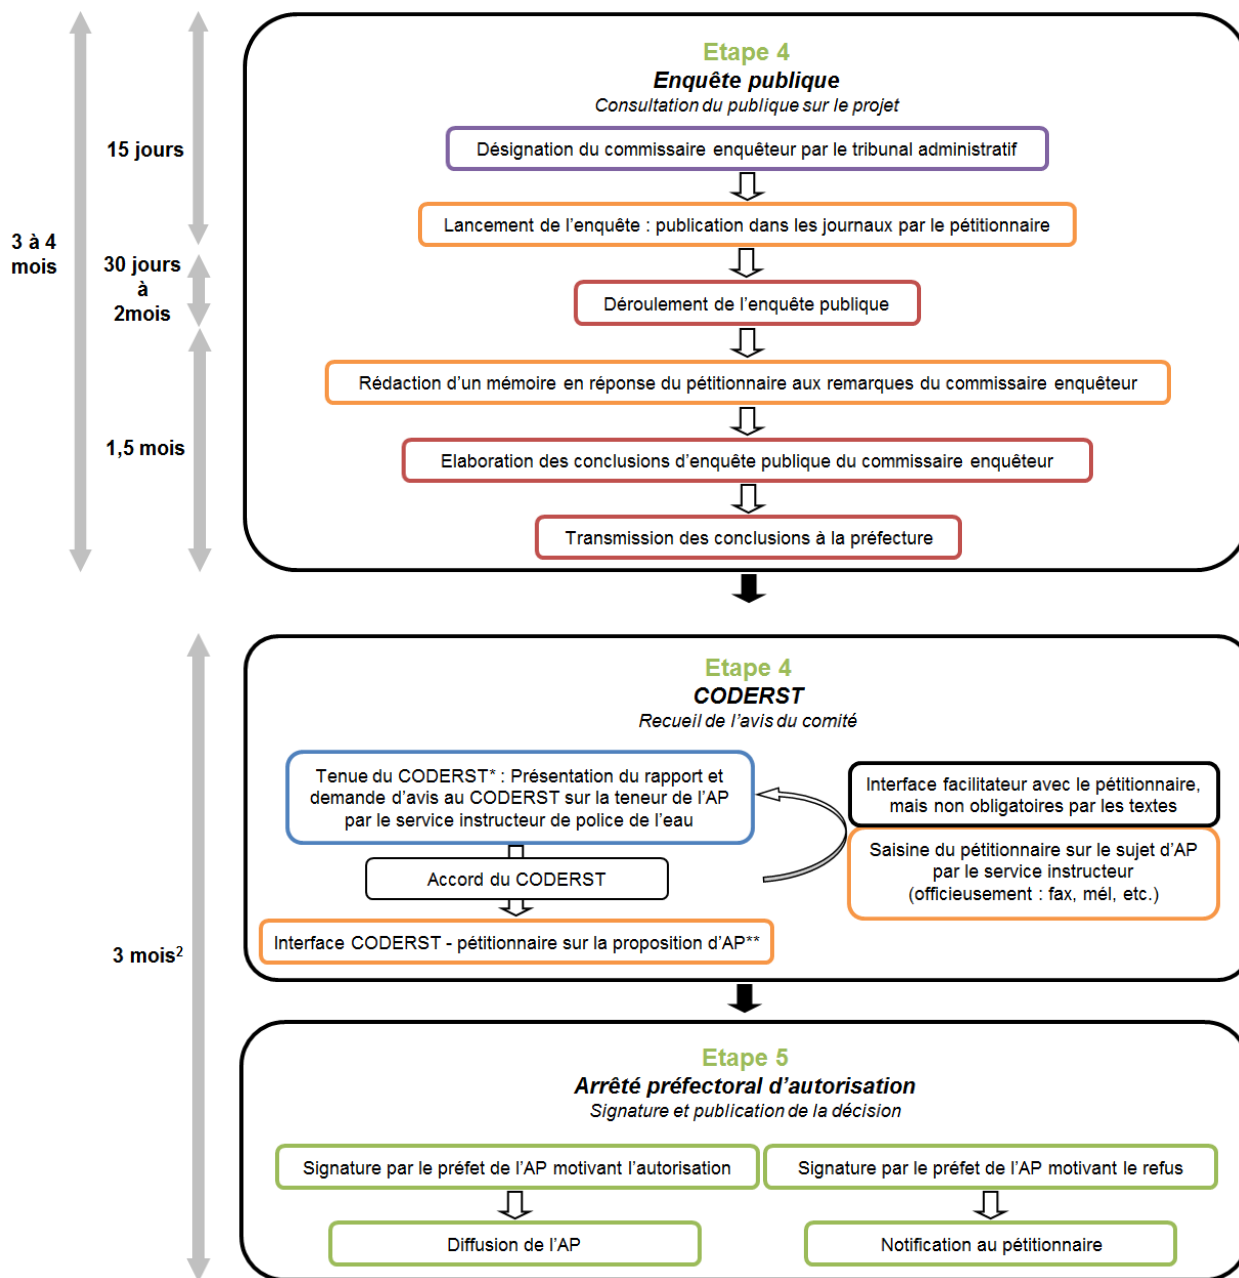 Etape 4
Enquête publique
Consultation du publique sur le projet
15 jours
Désignation du commissaire enquêteur par le tribunal administratif
Lancement de l'enquête : publication dans les journaux par le pétitionnaire
3 à 4
mois
30 jours
à
2mois
Déroulement de l'enquête publique
Rédaction d'un mémoire en réponse du pétitionnaire aux remarques du commissaire enquêteur
1,5 mois
Elaboration des conclusions d'enquête publique du commissaire enquêteur
Transmission des conclusions à la préfecture
Etape 4
CODERST
Recueil de l'avis du comité
Tenue du CODERST* : Présentation du rapport et
demande d'avis au CODERST sur la teneur de l'AP
par le service instructeur de police de l'eau
Interface facilitateur avec le pétitionnaire,
mais non obligatoires par les textes
Saisine du pétitionnaire sur le sujet d'AP
par le service instructeur
(officieusement : fax, mél, etc.)
Accord du CODERST
Interface CODERST - pétitionnaire sur la proposition d'AP**
3 mois²
Etape 5
Arrêté préfectoral d'autorisation
Signature et publication de la décision
Signature par le préfet de l'AP motivant l'autorisation
Signature par le préfet de l'AP motivant le refus
Diffusion de l'AP
Notification au pétitionnaire